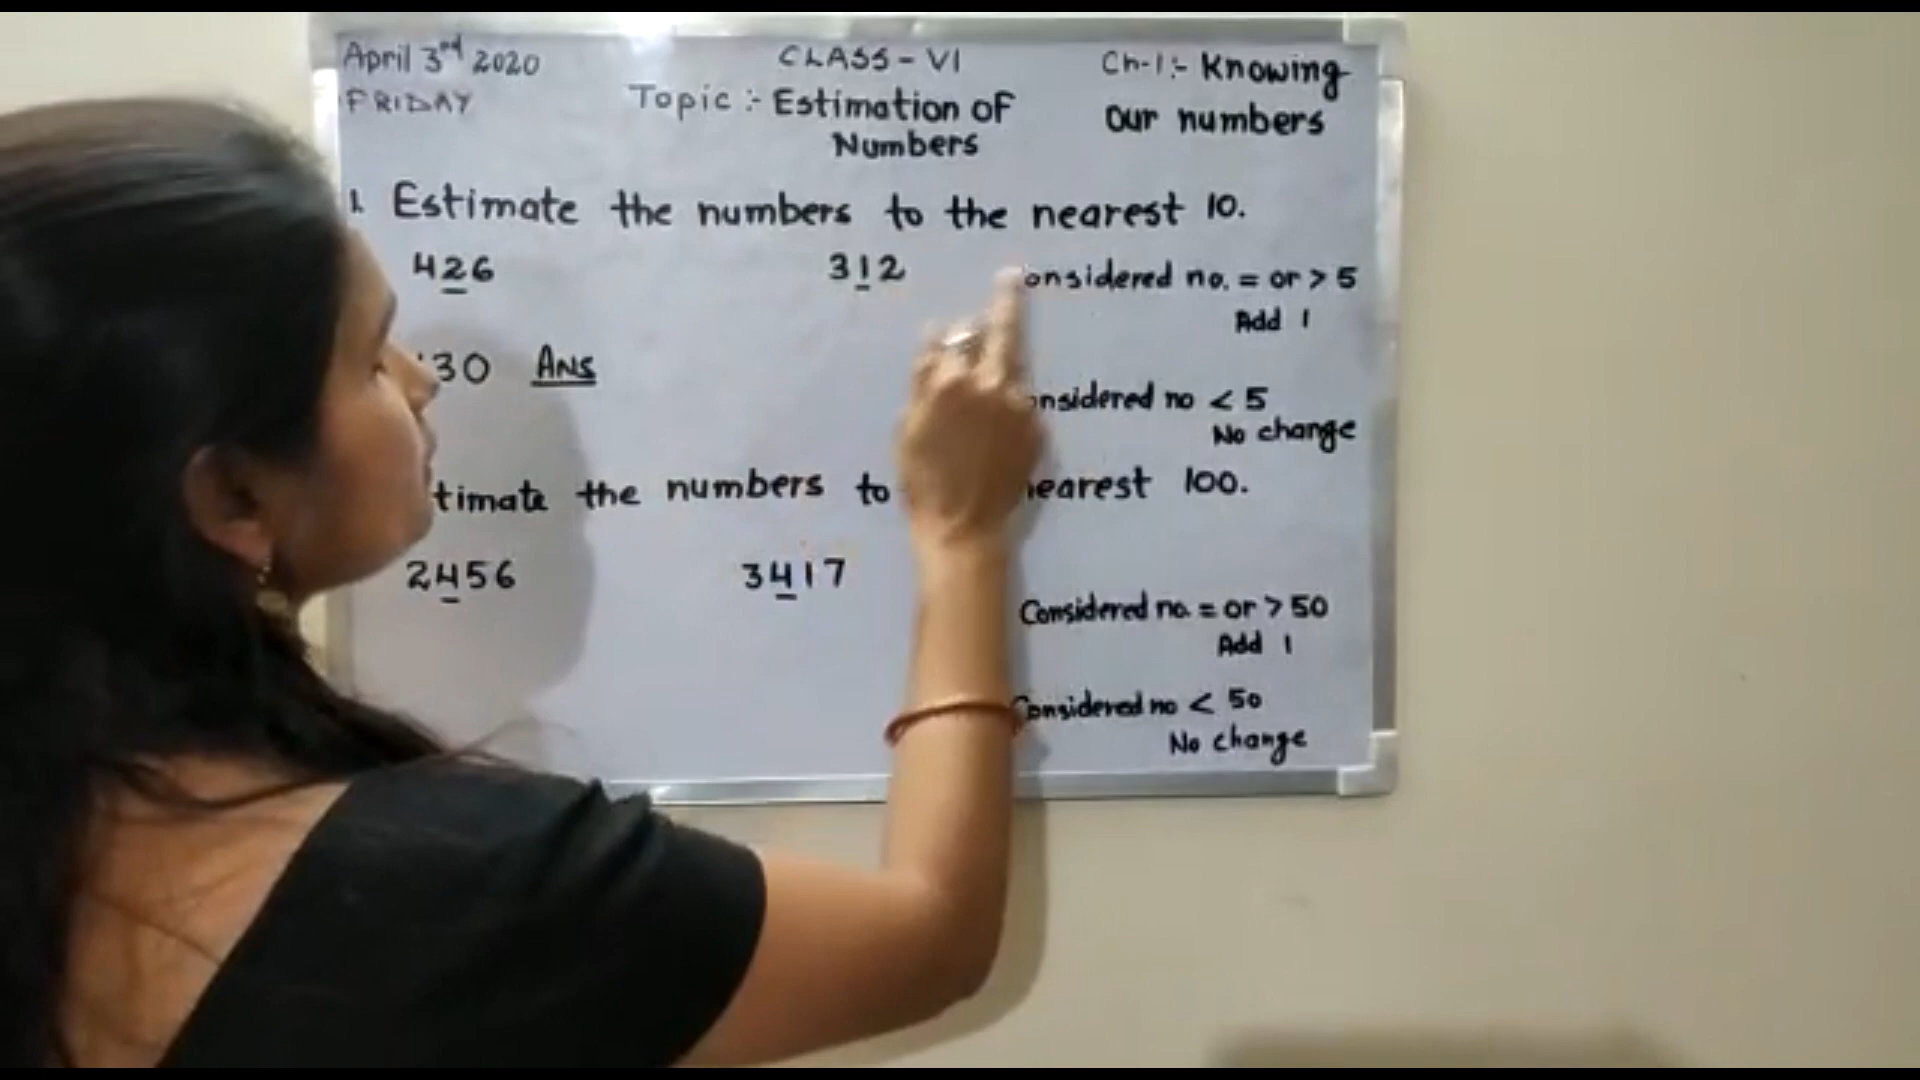 April 3rd 2020
FRIDAY
CLASS - VI
Topic :- Estimation of
Numbers
Ch-1:- Knowing
our numbers
1. Estimate the numbers to the nearest 10.
426
312
onsidered no. = or > 5
Add 1
30 Ans
onsidered no < 5
No change
timate the numbers to earest 100.
2456
3417
Considered no. = or > 50
Add 1
Considered no < 50
No change